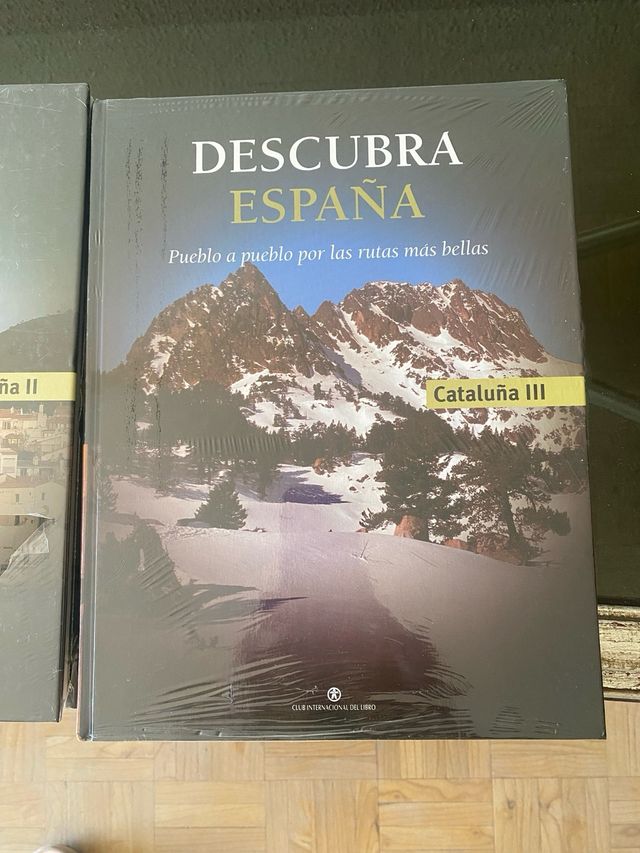 DESCUBRA
ESPAÑA
Pueblo a pueblo por las rutas más bellas
Cataluña III
CLUB INTERNACIONAL DEL LIBRO
ña II